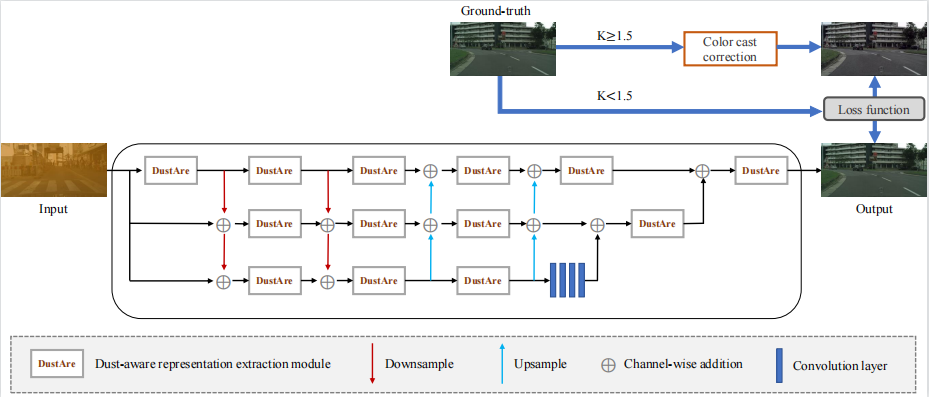 Ground-truth
K≥1.5
Color cast
correction
K<1.5
Loss function
DustAre DustAre DustAre DustAre DustAre DustAre
Input
Output
DustAre DustAre DustAre DustAre
DustAre DustAre DustAre
DustAre Dust-aware representation extraction module Downsample Upsample Channel-wise addition Convolution layer